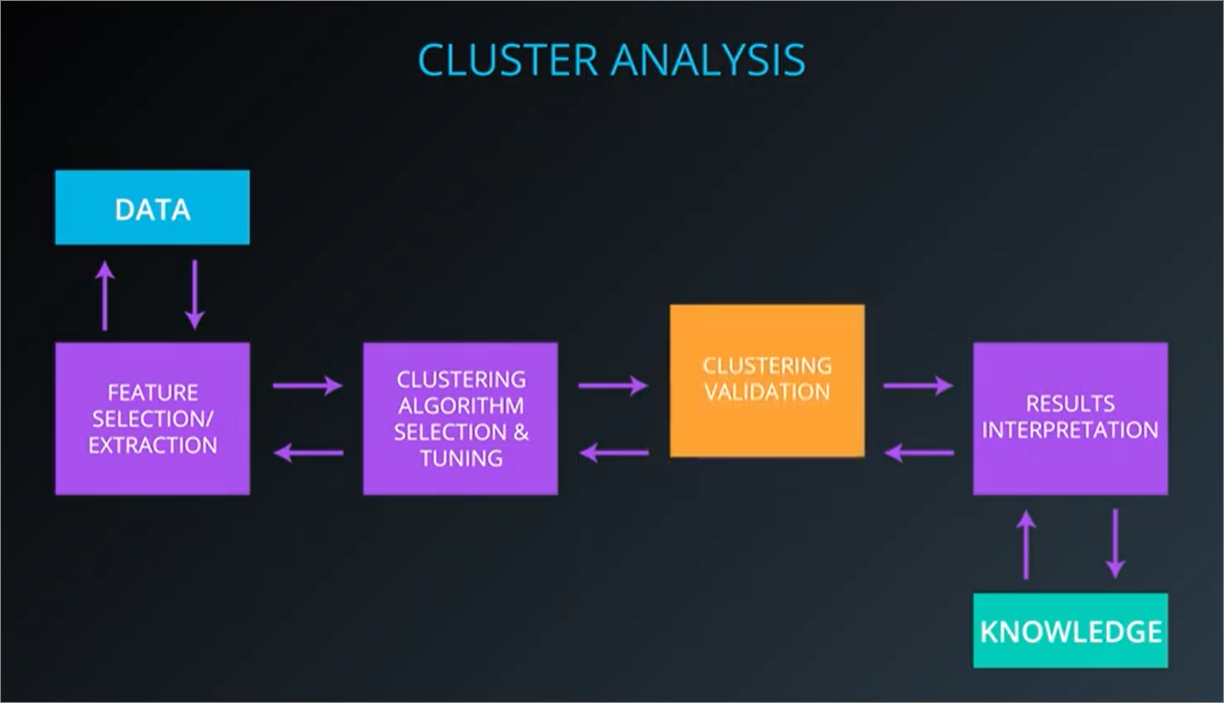 CLUSTER ANALYSIS
DATA
FEATURE
SELECTION/
EXTRACTION
CLUSTERING
ALGORITHM
SELECTION &
TUNING
CLUSTERING
VALIDATION
RESULTS
INTERPRETATION
KNOWLEDGE